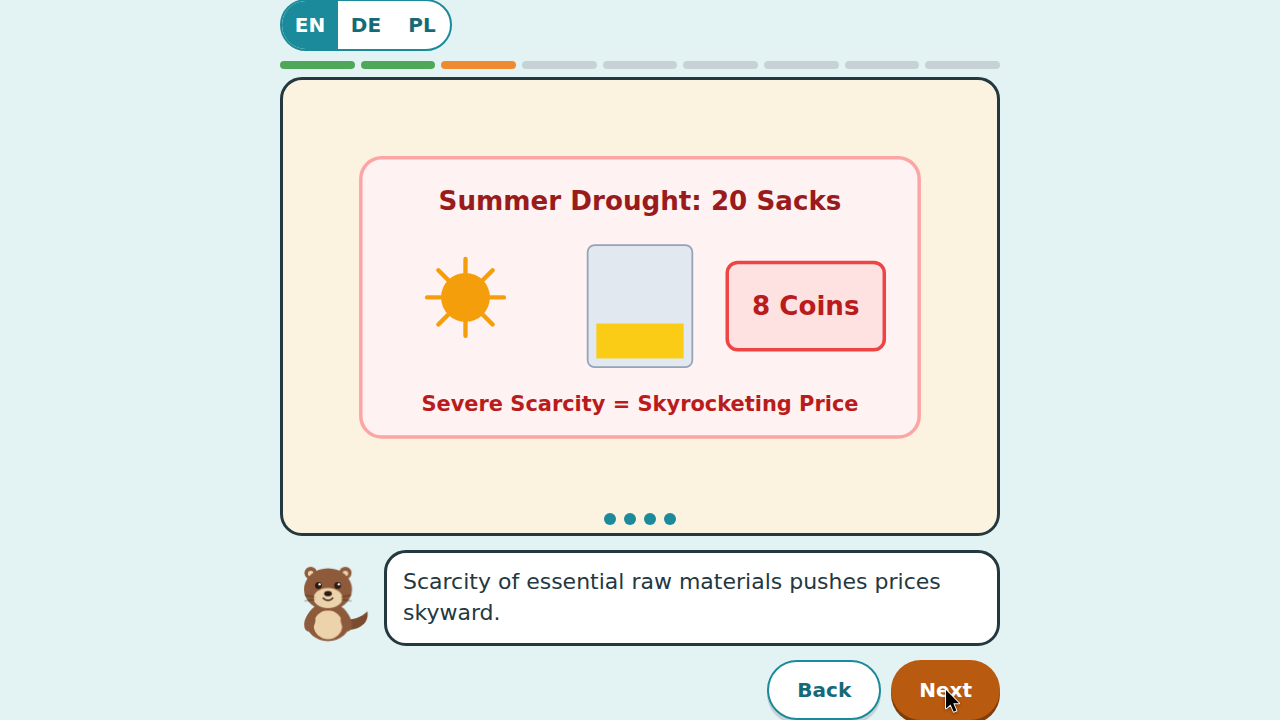 EN DE PL
Summer Drought: 20 Sacks
8 Coins
Severe Scarcity = Skyrocketing Price
Scarcity of essential raw materials pushes prices
skyward.
Back Next